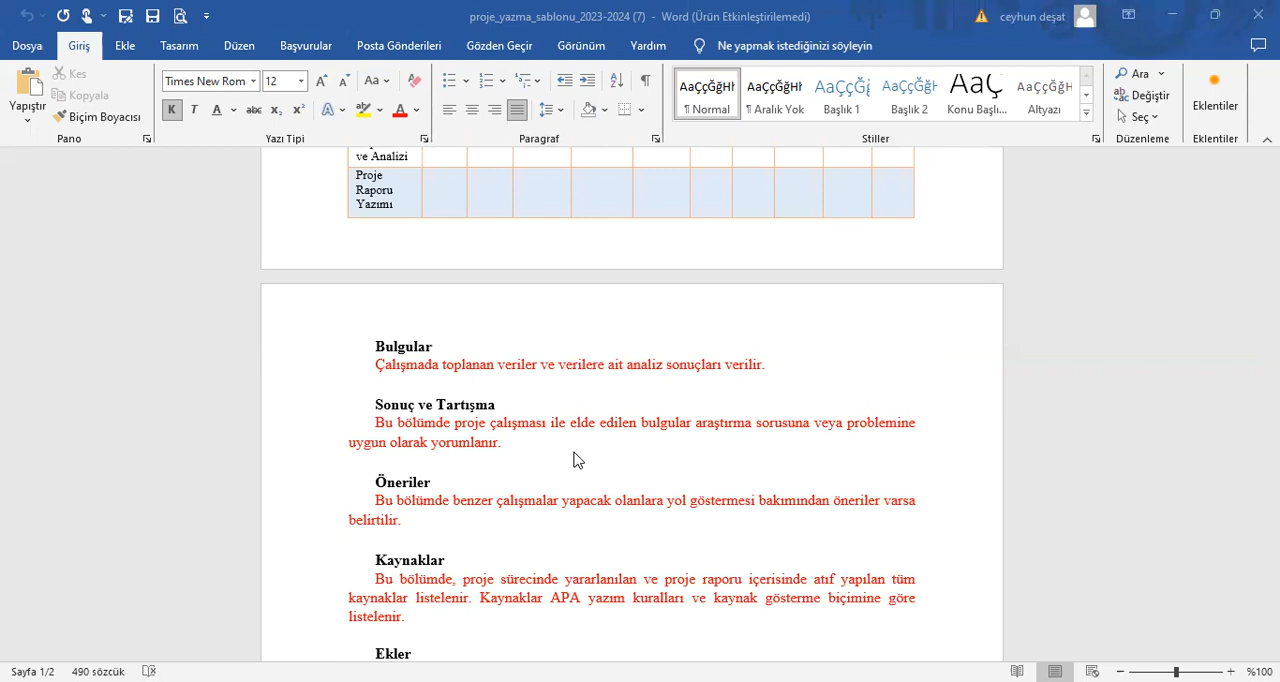 proje_yazma_sablonu_2023-2024 (7) - Word (Ürün Etkinleştirilemedi)
ceyhun deşat
Dosya Giriş Ekle Tasarım Düzen Başvurular Posta Gönderileri Gözden Geçir Görünüm Yardım Ne yapmak istediğinizi söyleyin
Yapıştır
Kes
Kopyala
Biçim Boyacısı
Pano
Times New Rom 12
K T A abc x₂ x²
Aa
Yazı Tipi
Paragraf
AaÇçĞğHł AaÇçĞğHł AaÇçĞğ AaÇçĞğH AaÇ AaÇçĞğH
¶ Normal ¶ Aralık Yok Başlık 1 Başlık 2 Konu Başlı... Altyazı
Stiller
Ara
Değiştir
Seç
Düzenleme
Eklentiler
Eklentiler
ve Analizi
Proje
Raporu
Yazımı
Bulgular
Çalışmada toplanan veriler ve verilere ait analiz sonuçları verilir.
Sonuç ve Tartışma
Bu bölümde proje çalışması ile elde edilen bulgular araştırma sorusuna veya problemine
uygun olarak yorumlanır.
Öneriler
Bu bölümde benzer çalışmalar yapacak olanlara yol göstermesi bakımından öneriler varsa
belirtilir.
Kaynaklar
Bu bölümde, proje sürecinde yararlanılan ve proje raporu içerisinde atıf yapılan tüm
kaynaklar listelenir. Kaynaklar APA yazım kuralları ve kaynak gösterme biçimine göre
listelenir.
Ekler
Sayfa 1/2 490 sözcük
%100